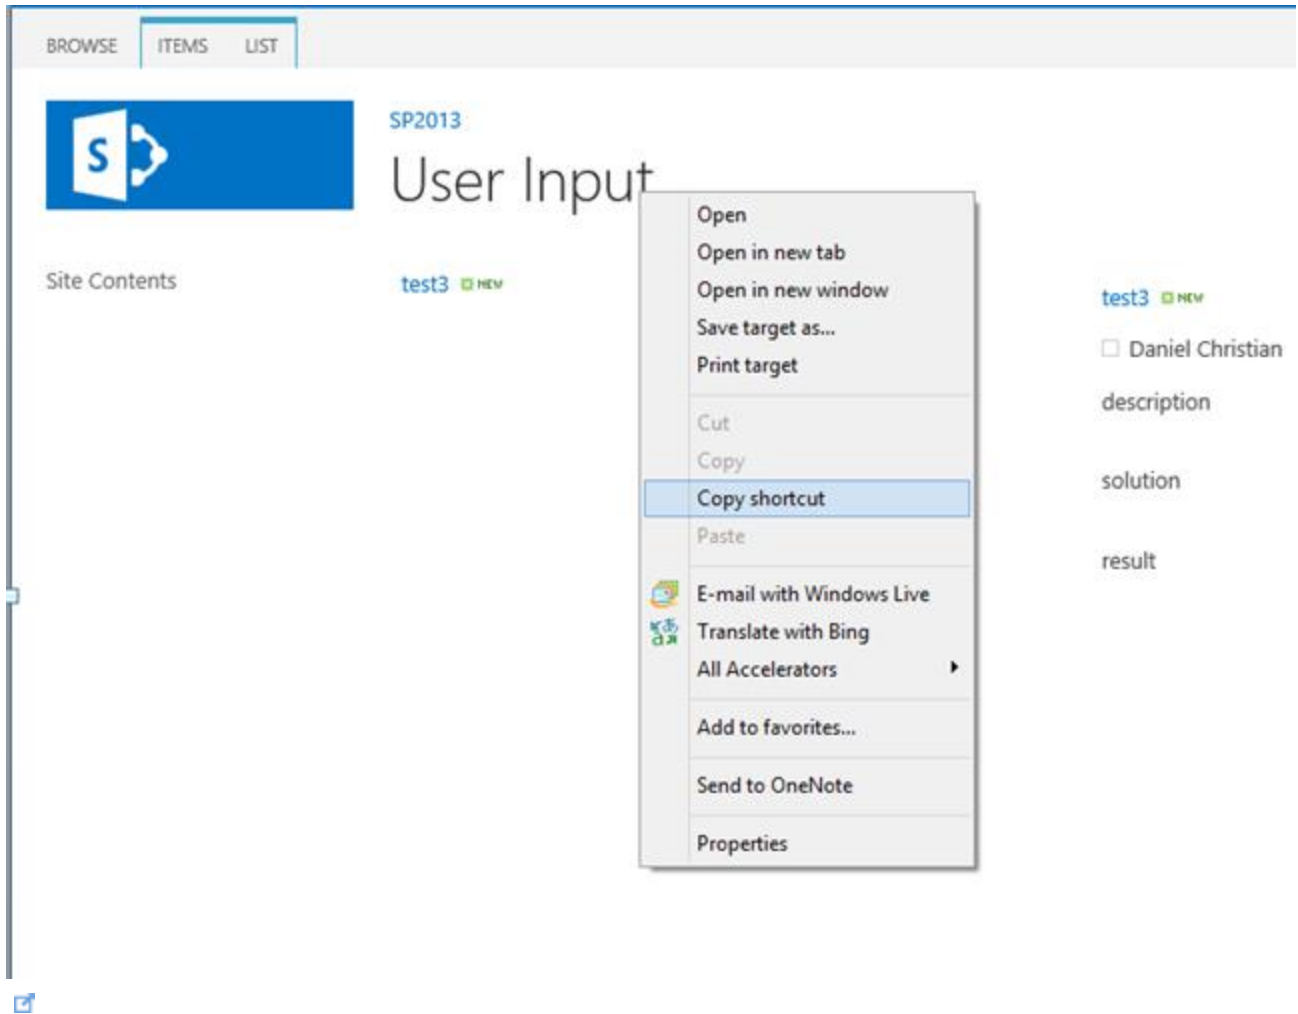 BROWSE ITEMS LIST
S
SP2013
User Input
Site Contents
test3 NEW
Open
Open in new tab
Open in new window
Save target as...
Print target
Cut
Copy
Copy shortcut
Paste
E-mail with Windows Live
Translate with Bing
All Accelerators
Add to favorites...
Send to OneNote
Properties
test3 NEW
Daniel Christian
description
solution
result